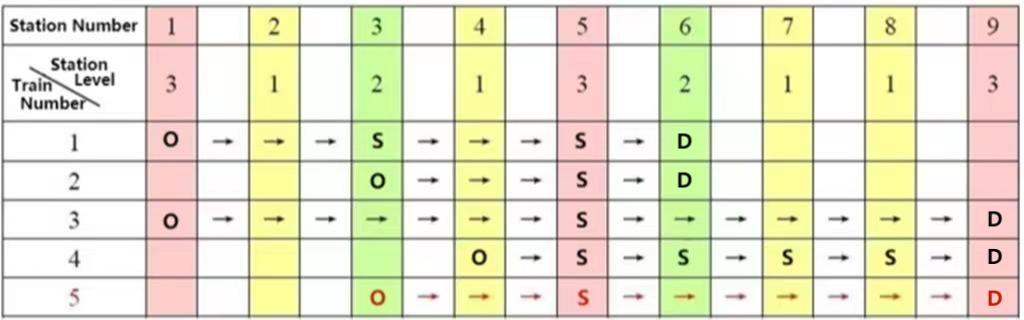 Station Number 1 2 3 4 5 6 7 8 9
Station Level Train Number 3 1 2 1 3 2 1 1 3
1 O → → → S → → → S → D
2 O → → → S → D
3 O → → → → → → → S → → → → → → → D
4 O → S → S → S → S → D
5 O → → → S → → → → → → → D